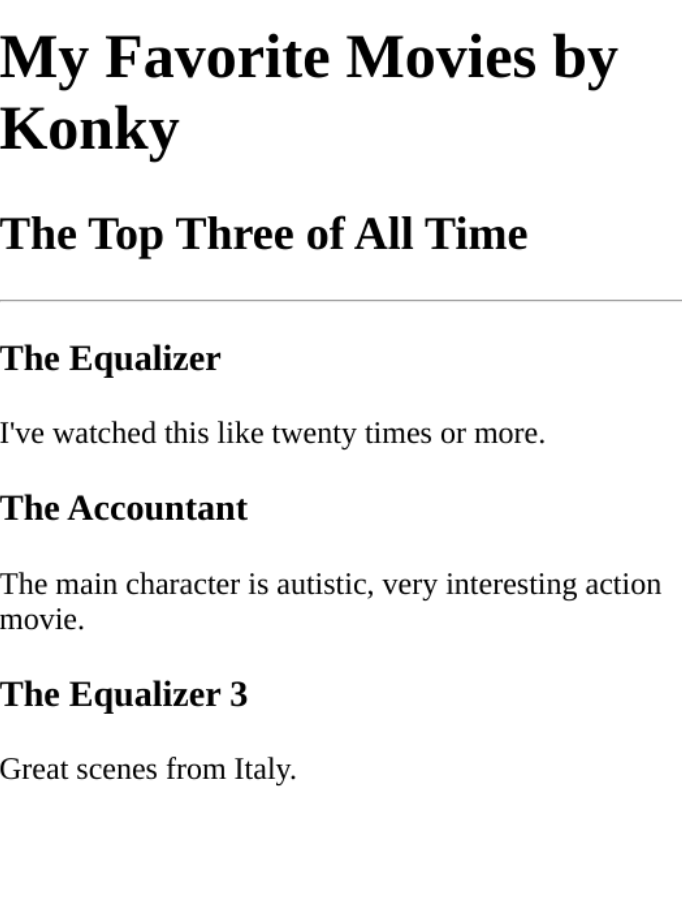 My Favorite Movies by
Konky
The Top Three of All Time
The Equalizer
I've watched this like twenty times or more.
The Accountant
The main character is autistic, very interesting action
movie.
The Equalizer 3
Great scenes from Italy.